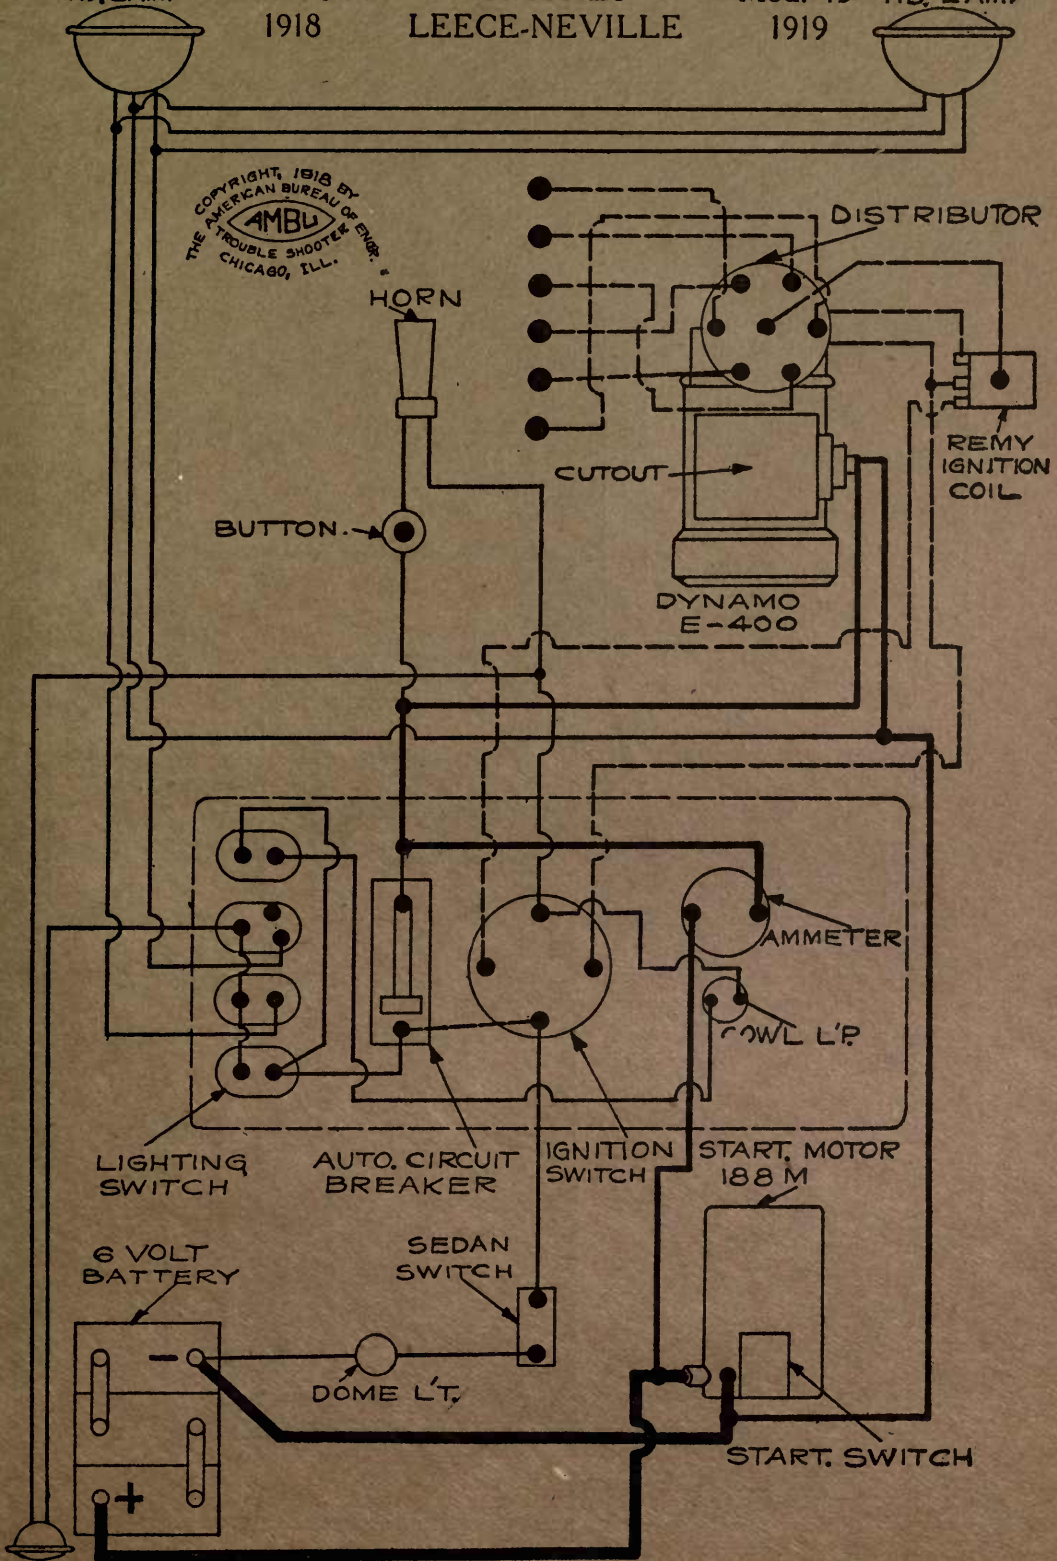 1918 LEECE-NEVILLE 1919
COPYRIGHT, 1918 BY
THE AMERICAN BUREAU OF ENGR.
AMBU
TROUBLE SHOOTER
CHICAGO, ILL.
HORN
DISTRIBUTOR
REMY
IGNITION
COIL
CUTOUT
BUTTON.
DYNAMO
E-400
AMMETER
COWL L'P.
LIGHTING
SWITCH
AUTO. CIRCUIT
BREAKER
IGNITION
SWITCH
START. MOTOR
188 M
6 VOLT
BATTERY
SEDAN
SWITCH
−
DOME L'T.
START. SWITCH
+